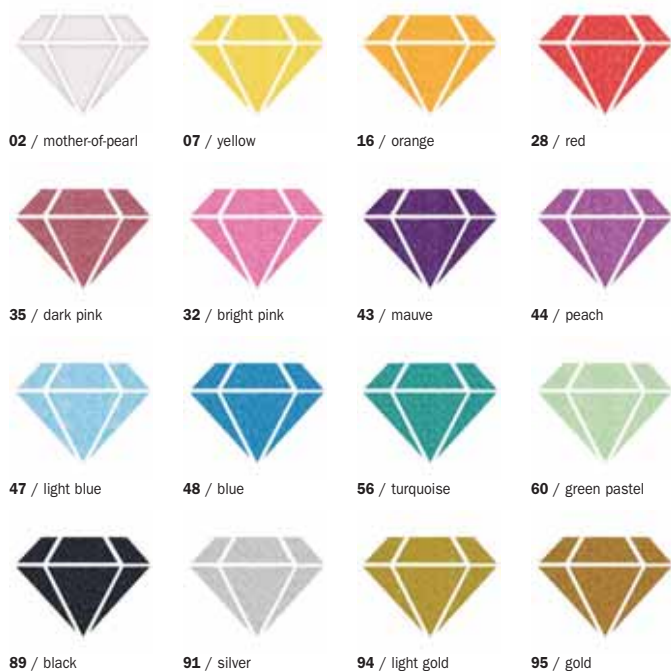 02 / mother-of-pearl
07 / yellow
16 / orange
28 / red
35 / dark pink
32 / bright pink
43 / mauve
44 / peach
47 / light blue
48 / blue
56 / turquoise
60 / green pastel
89 / black
91 / silver
94 / light gold
95 / gold